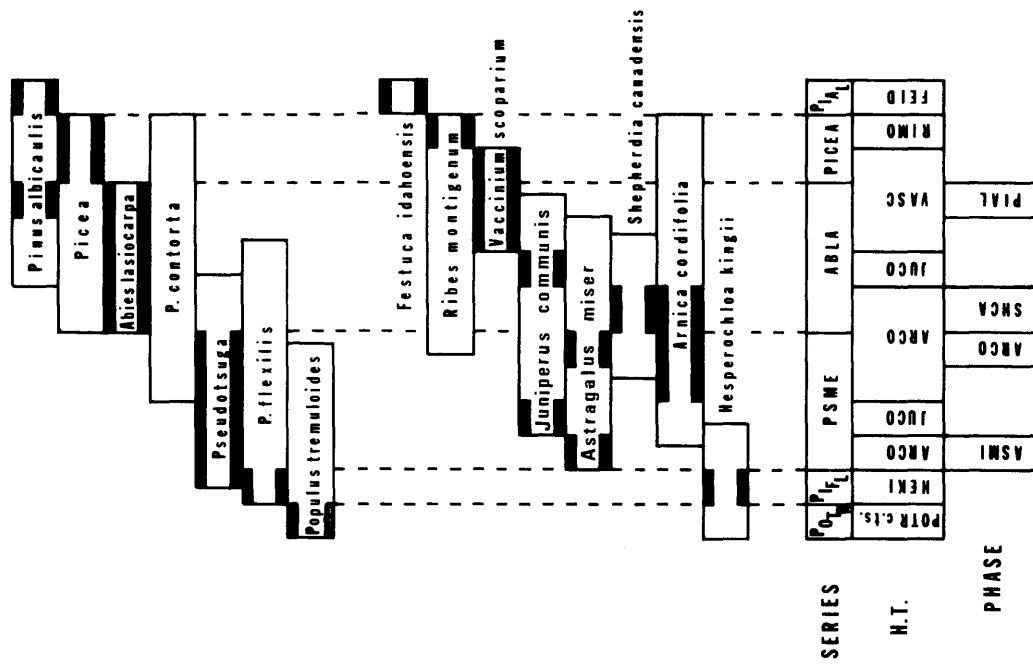 Pinus albicaulis
Picea
Abies lasiocarpa
P. contorta
Pseudotsuga
P. flexilis
Populus tremuloides
Festuca idahoensis
Ribes montigenum
Vaccinium scoparium
Juniperus communis
Astragalus miser
Shepherdia canadensis
Arnica cordifolia
Hesperochloa kingii
SERIES
POT
PIFL
PSME
ABLA
PICEA
PIAL
H.T.
POTR c.ts.
HEKI
ARCO
JUCO
ARCO
JUCO
VASC
RIMO
FEID
PHASE
ASMI
ARCO
SHCA
PIAL